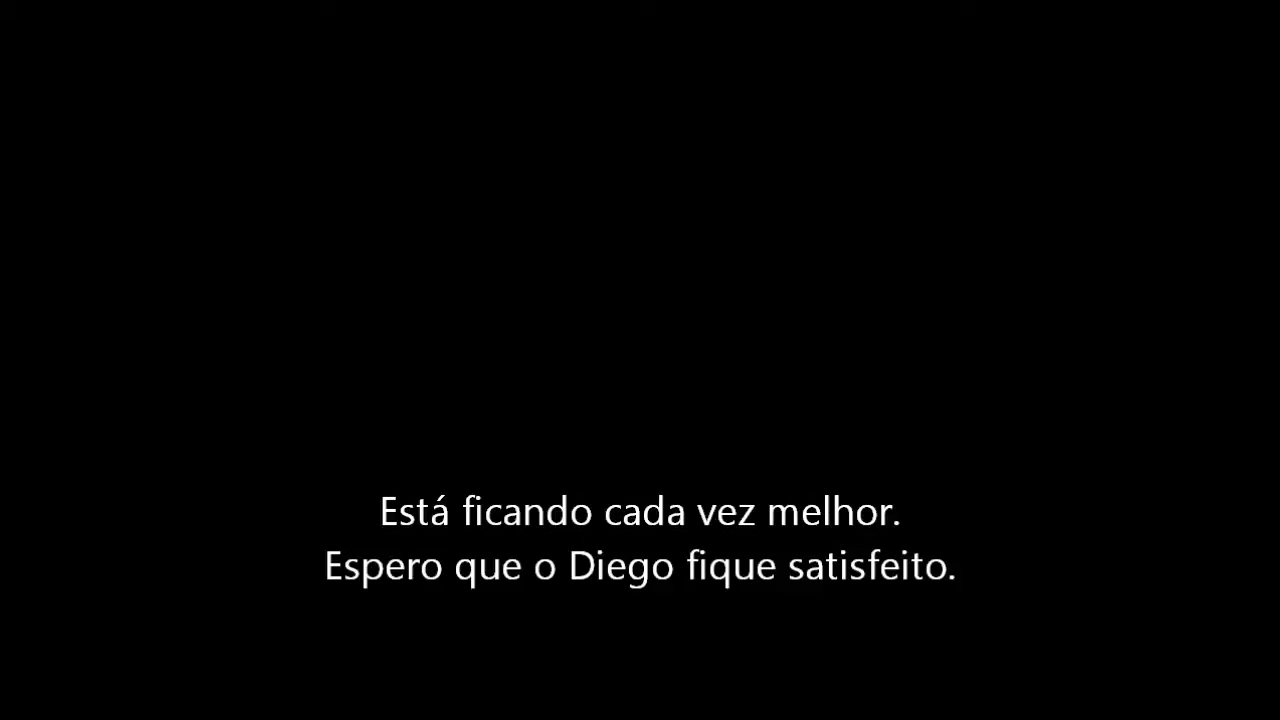 Está ficando cada vez melhor.
Espero que o Diego fique satisfeito.